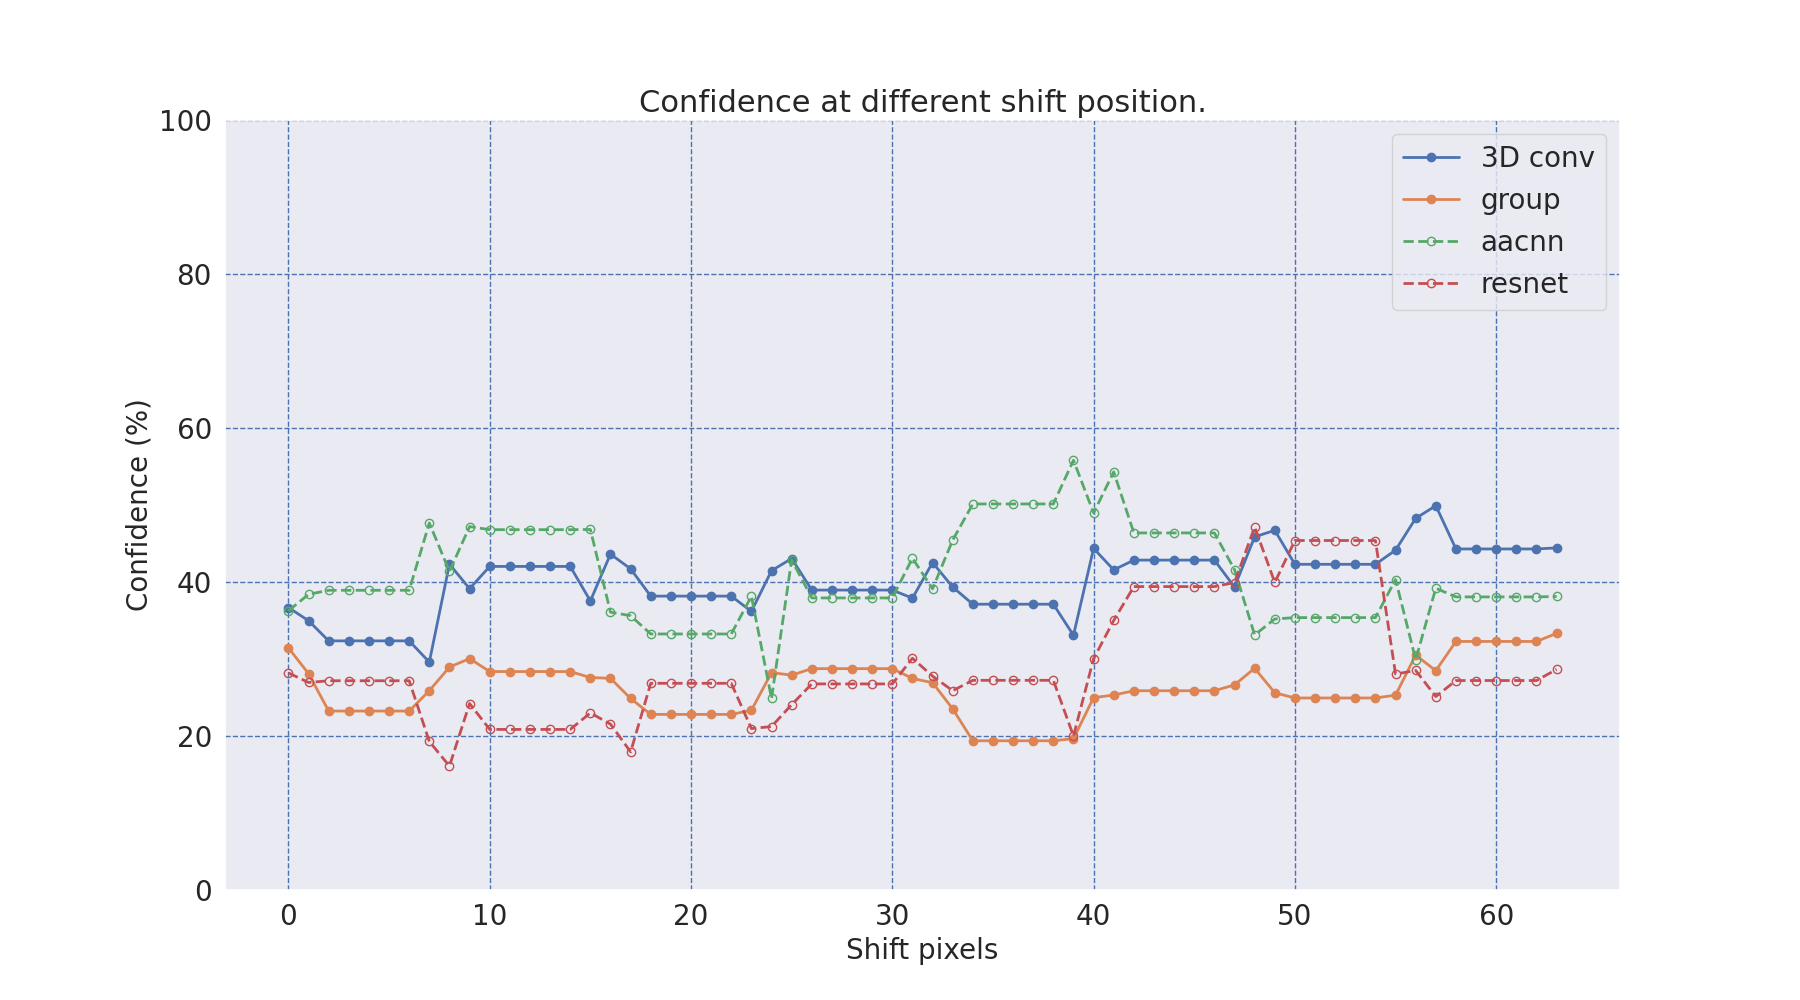 Confidence at different shift position.
100
80
60
40
20
0
Confidence (%)
3D conv
group
aacnn
resnet
0 10 20 30 40 50 60
Shift pixels